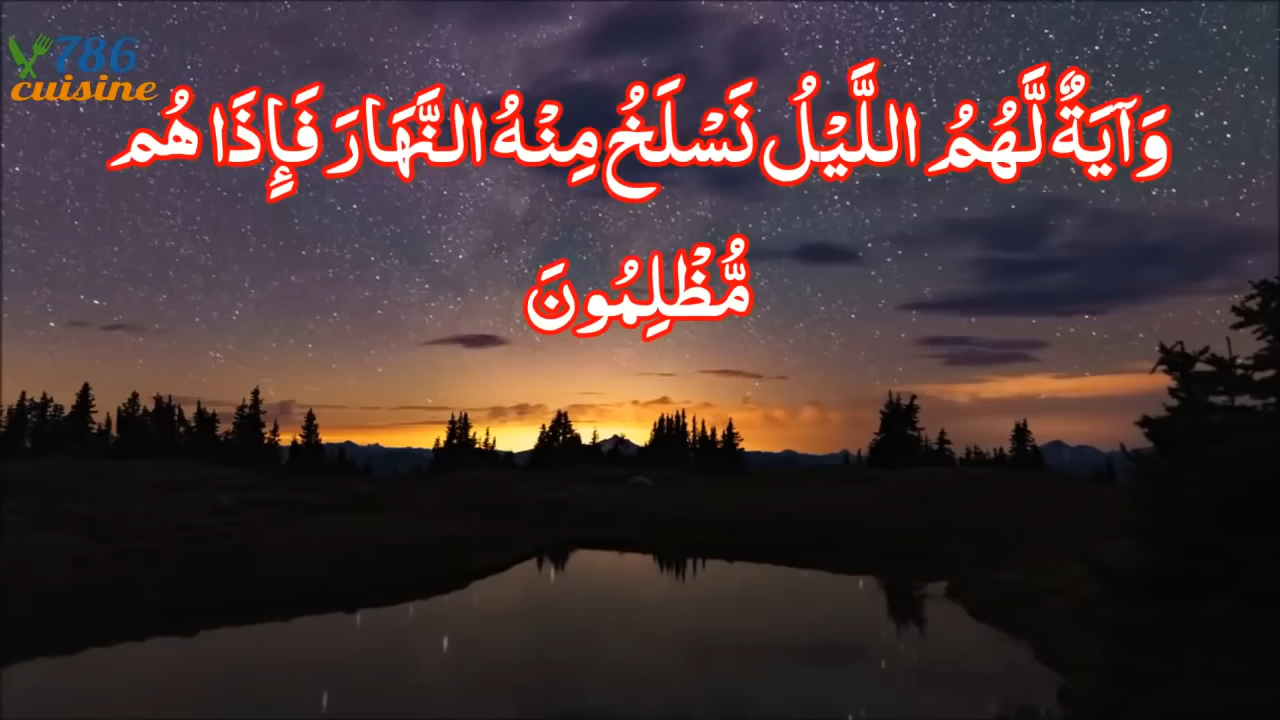 786
cuisine
وَآيَةٌ لَّهُمُ اللَّيْلُ نَسْلَخُ مِنْهُ النَّهَارَ فَإِذَا هُم
مُّظْلِمُونَ